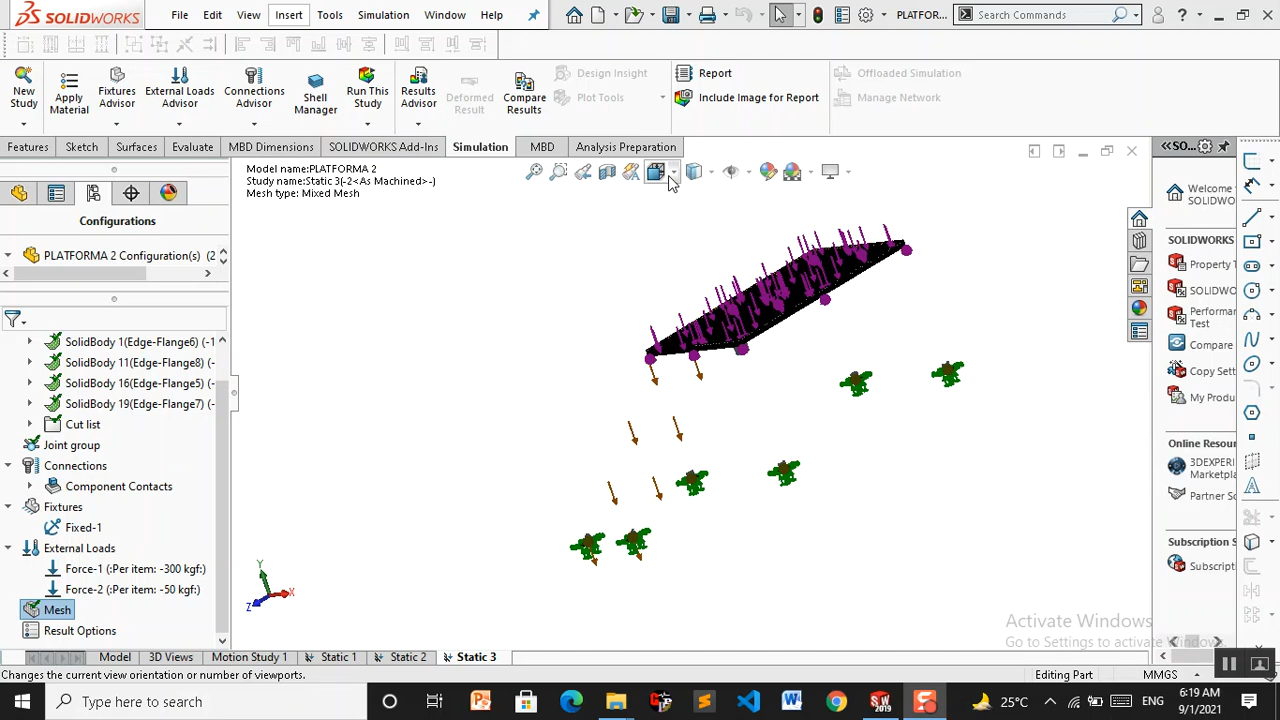 SOLIDWORKS File Edit View Insert Tools Simulation Window Help PLATFOR... Search Commands
New Study
Apply Material
Fixtures Advisor
External Loads Advisor
Connections Advisor
Shell Manager
Run This Study
Results Advisor
Deformed Result
Compare Results
Design Insight
Plot Tools
Report
Include Image for Report
Offloaded Simulation
Manage Network
Features Sketch Surfaces Evaluate MBD Dimensions SOLIDWORKS Add-Ins Simulation MBD Analysis Preparation
Model name:PLATFORMA 2
Study name:Static 3(-2<As Machined>-)
Mesh type: Mixed Mesh
Configurations
PLATFORMA 2 Configuration(s) (2
SolidBody 1(Edge-Flange6) (-1
SolidBody 11(Edge-Flange8) (-
SolidBody 16(Edge-Flange5) (-
SolidBody 19(Edge-Flange7) (-
Cut list
Joint group
Connections
Component Contacts
Fixtures
Fixed-1
External Loads
Force-1 (:Per item: -300 kgf:)
Force-2 (:Per item: -50 kgf:)
Mesh
Result Options
Y
X
Z
<<SO...
Welcome
SOLIDW
SOLIDWORKS
Property T
SOLIDWO
Performa
Test
Compare
Copy Sett
My Produ
Online Resour
3DEXPERI
Marketpla
Partner So
Subscription S
Subscripti
Activate Windows
Go to Settings to activate Windows.
Model 3D Views Motion Study 1 Static 1 Static 2 Static 3
Changes the current view orientation or number of viewports. Editing Part MMGS
Type here to search
SW
2019
25°C
6:19 AM
9/1/2021